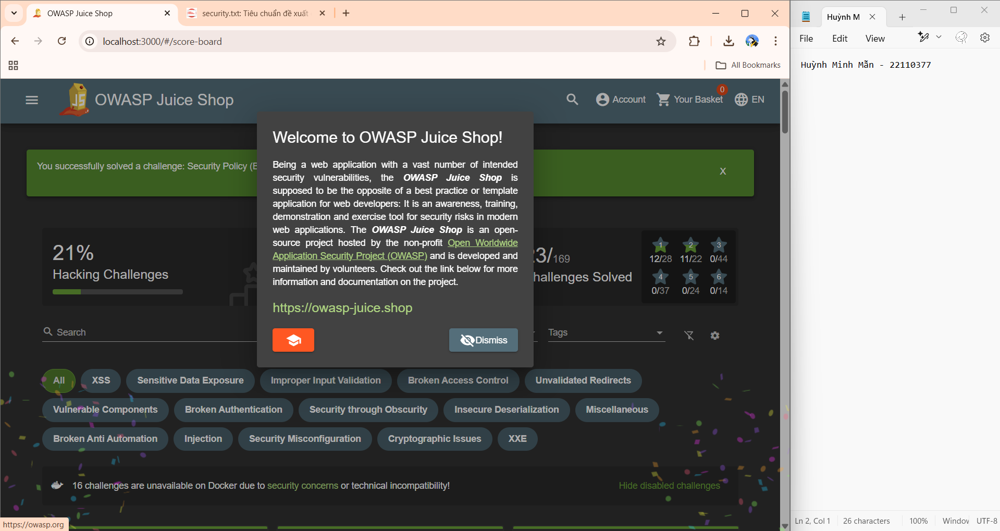 OWASP Juice Shop
security.txt: Tiêu chuẩn đề xuất
localhost:3000/#/score-board
All Bookmarks
OWASP Juice Shop
Account
0
Your Basket
EN
You successfully solved a challenge: Security Policy (
X
Welcome to OWASP Juice Shop!
Being a web application with a vast number of intended
security vulnerabilities, the OWASP Juice Shop is
supposed to be the opposite of a best practice or template
application for web developers: It is an awareness, training,
demonstration and exercise tool for security risks in modern
web applications. The OWASP Juice Shop is an open-
source project hosted by the non-profit Open Worldwide
Application Security Project (OWASP) and is developed and
maintained by volunteers. Check out the link below for more
information and documentation on the project.
https://owasp-juice.shop
Dismiss
21%
Hacking Challenges
3/169
hallenges Solved
1 2 3
12/28 11/22 0/44
4 5 6
0/37 0/24 0/14
Search
Tags
All XSS Sensitive Data Exposure Improper Input Validation Broken Access Control Unvalidated Redirects
Vulnerable Components Broken Authentication Security through Obscurity Insecure Deserialization Miscellaneous
Broken Anti Automation Injection Security Misconfiguration Cryptographic Issues XXE
16 challenges are unavailable on Docker due to security concerns or technical incompatibility!
Hide disabled challenges
https://owasp.org
Huỳnh M
File Edit View
Huỳnh Minh Mẫn - 22110377
Ln 2, Col 1 26 characters 100% Window UTF-8